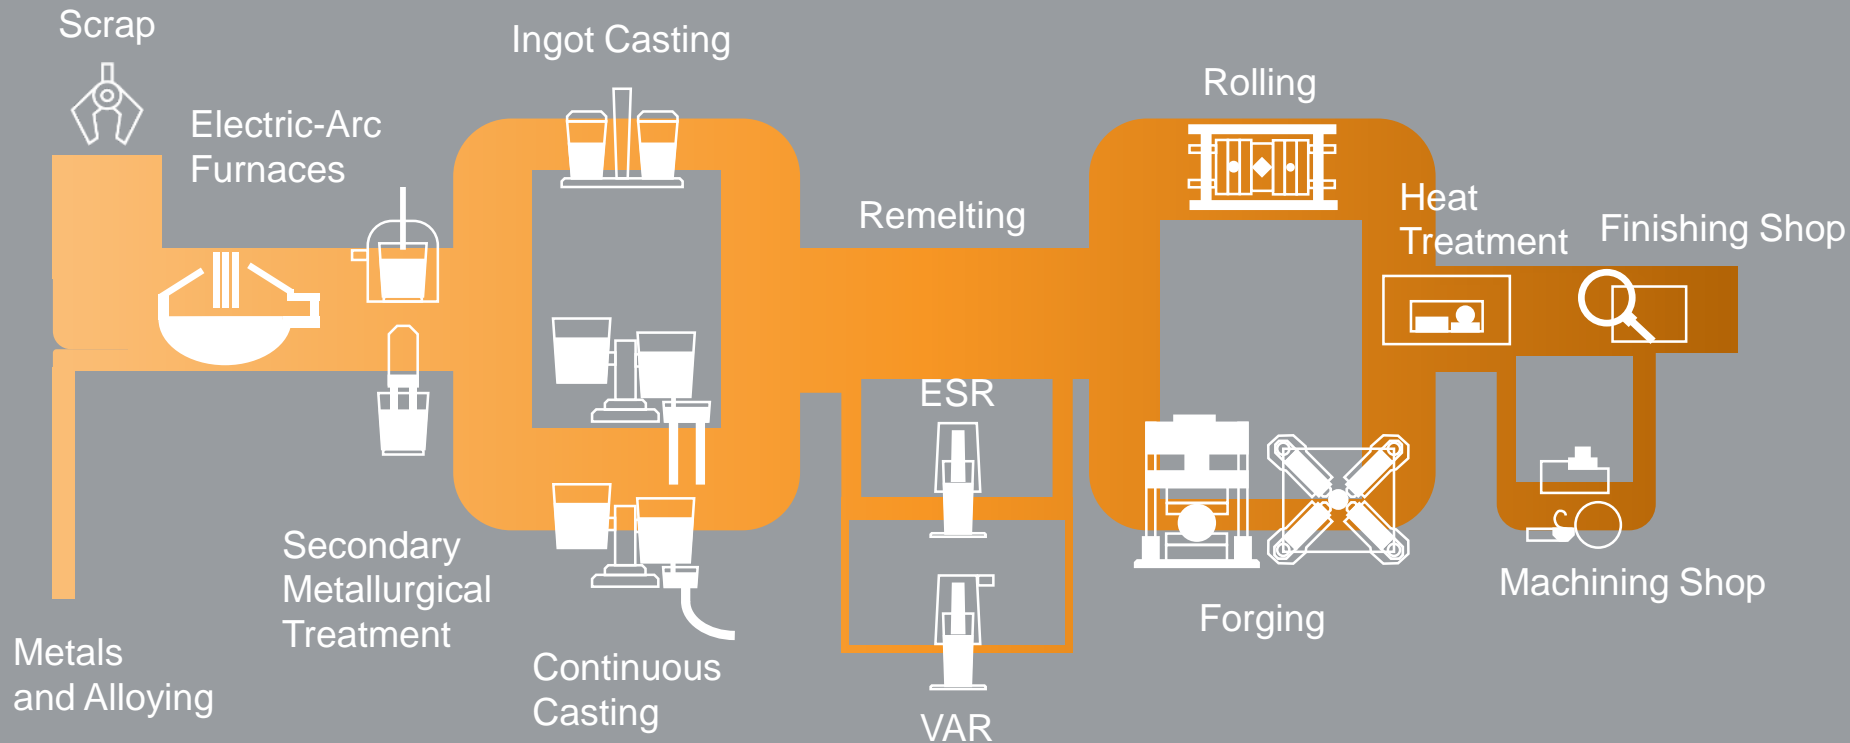 Scrap
Electric-Arc
Furnaces
Metals
and Alloying
Secondary
Metallurgical
Treatment
Ingot Casting
Continuous
Casting
Remelting
ESR
VAR
Rolling
Forging
Heat
Treatment
Finishing Shop
Machining Shop